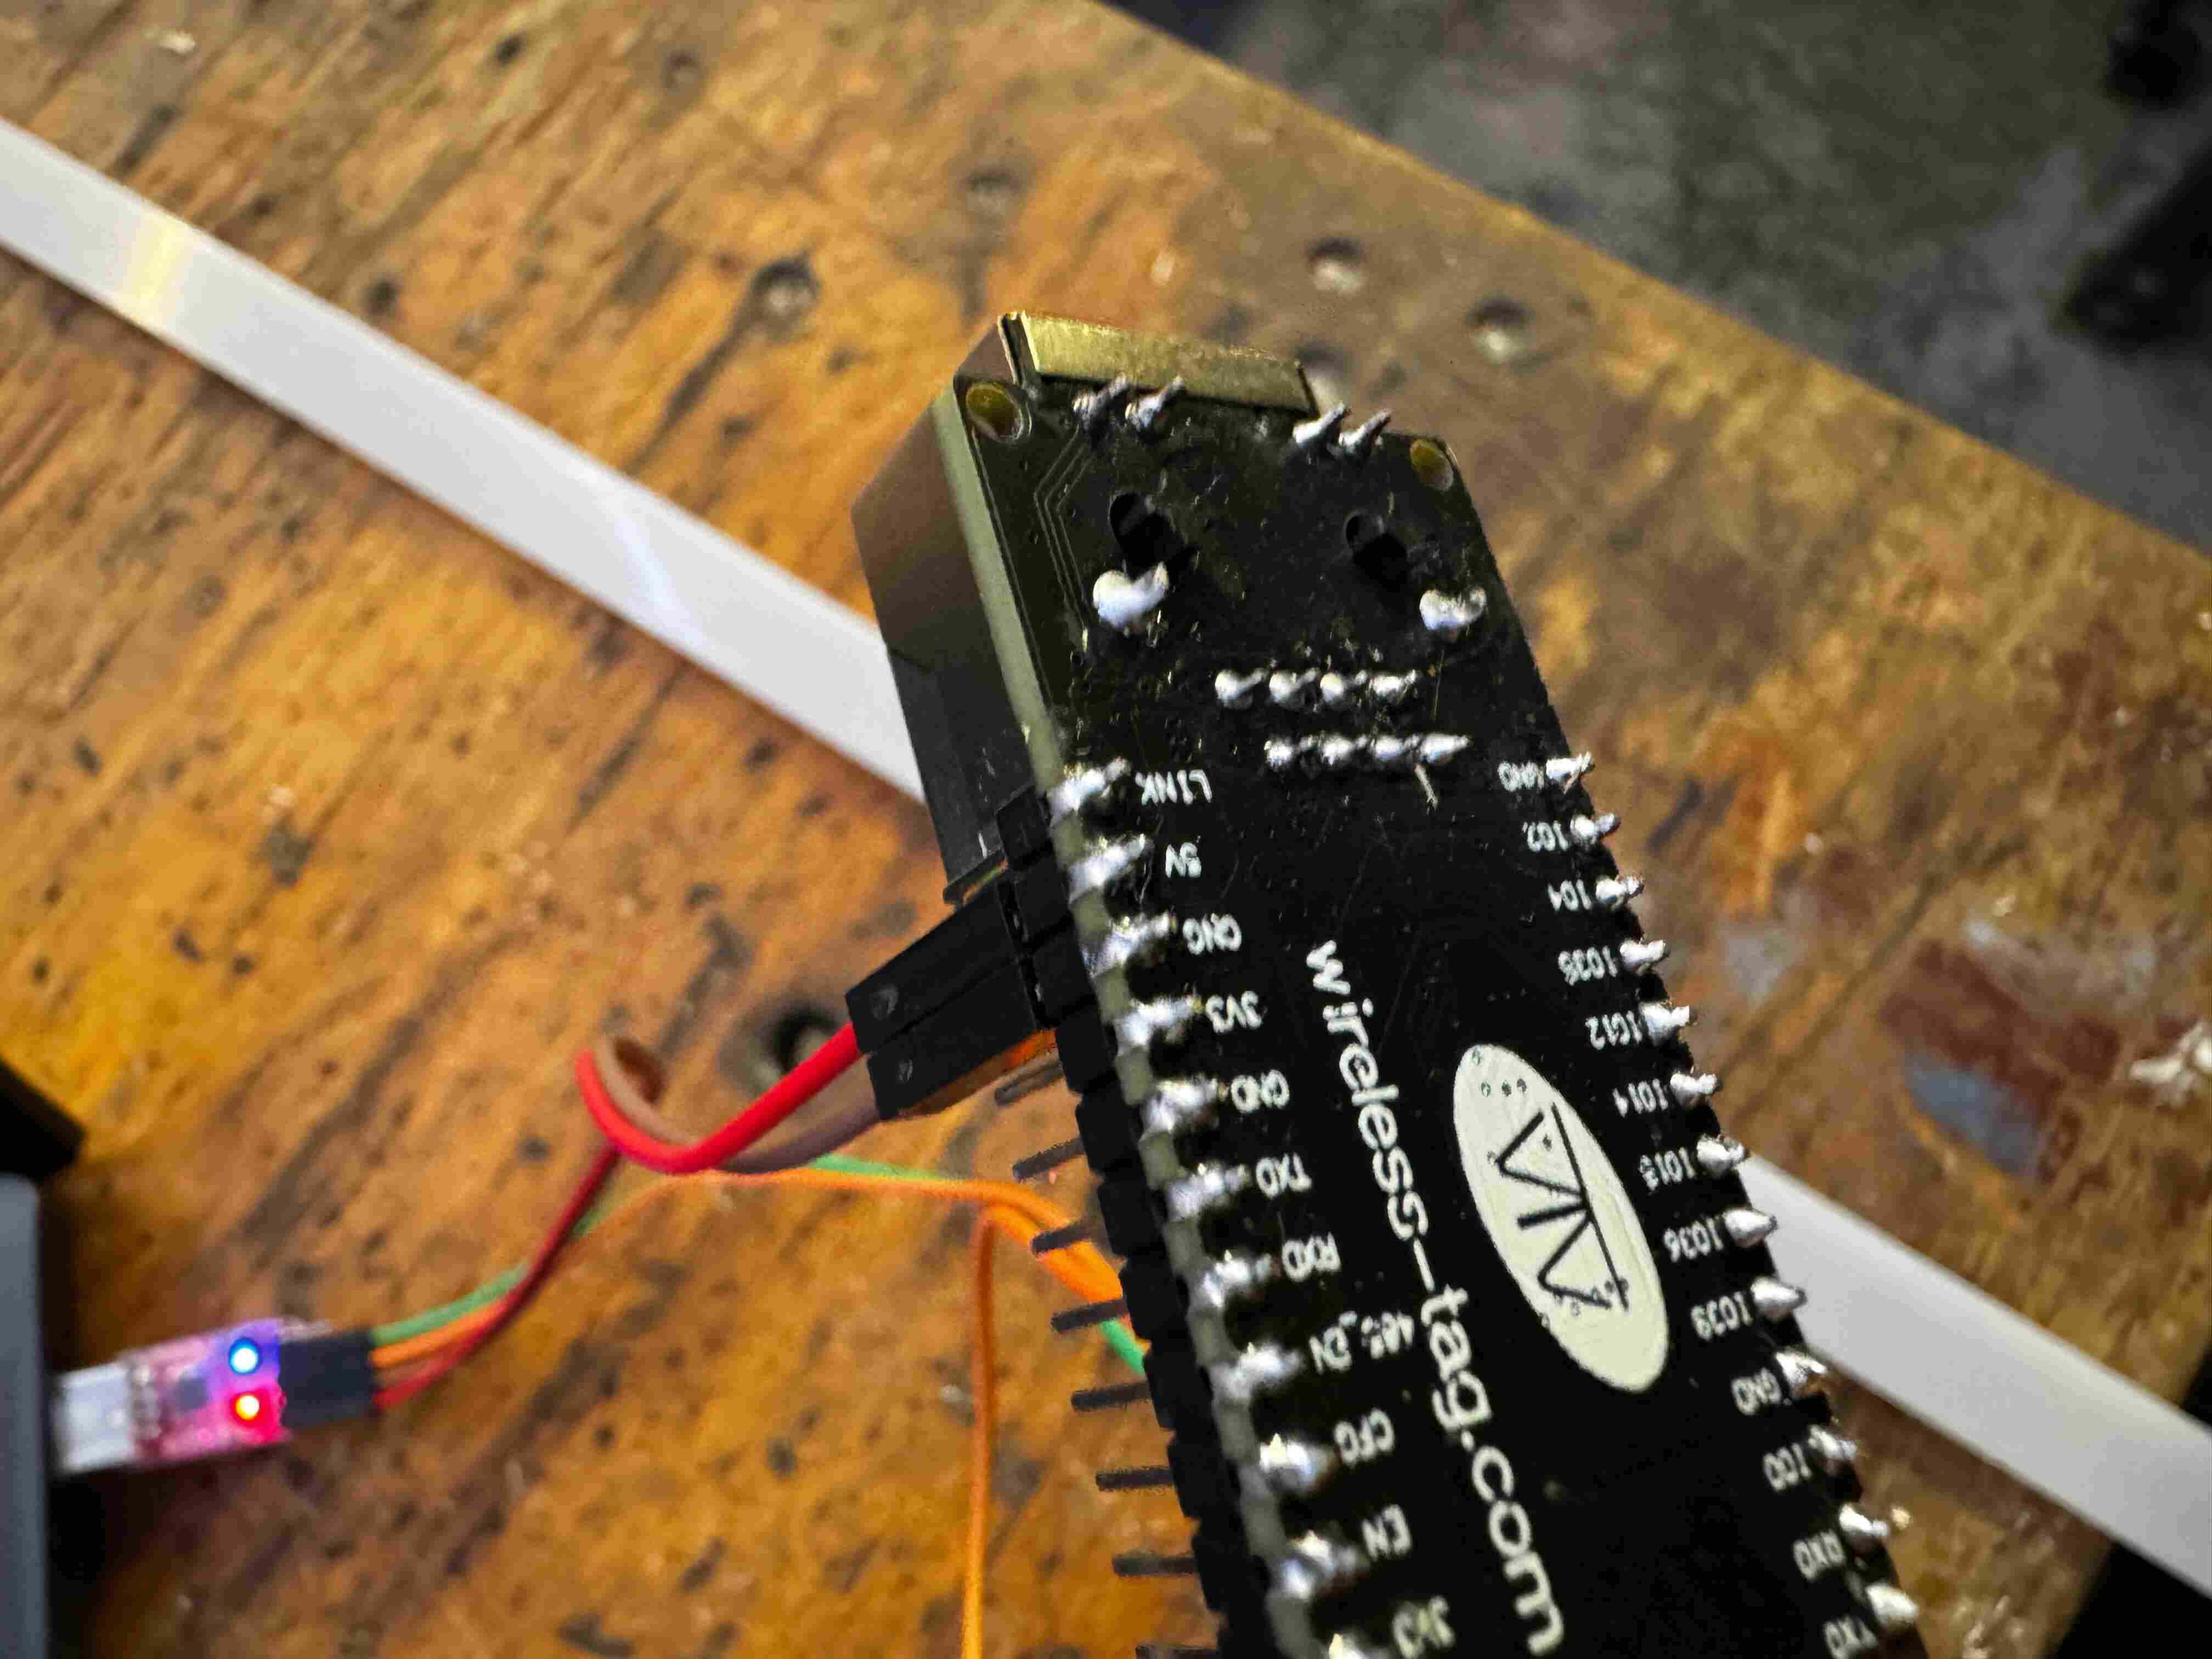 LINK
5V
GND
3V3
GND
TXD
RXD
485_EN
CFG
EN
3V3
wireless-tag.com
GND
IO2
IO4
IO35
IO12
IO14
IO15
IO36
IO39
GND
IO0
RXD
TXD